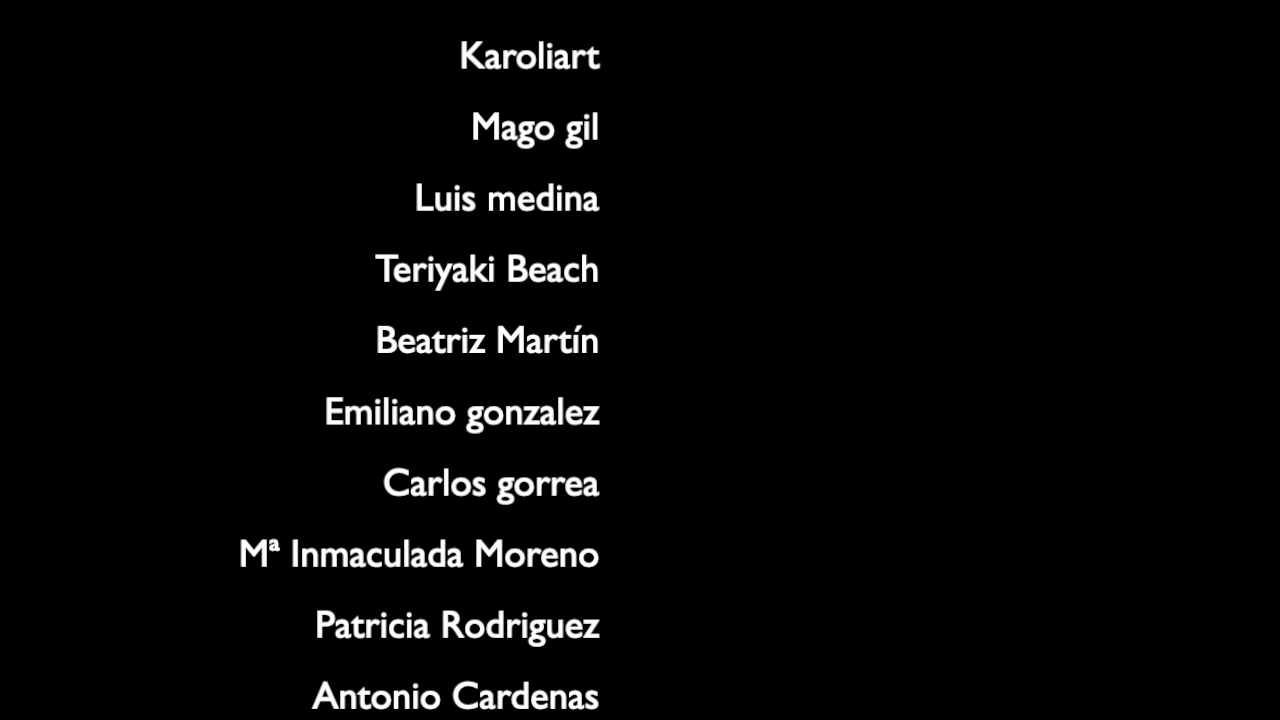 Karoliart
Mago gil
Luis medina
Teriyaki Beach
Beatriz Martín
Emiliano gonzalez
Carlos gorrea
Mª Inmaculada Moreno
Patricia Rodriguez
Antonio Cardenas